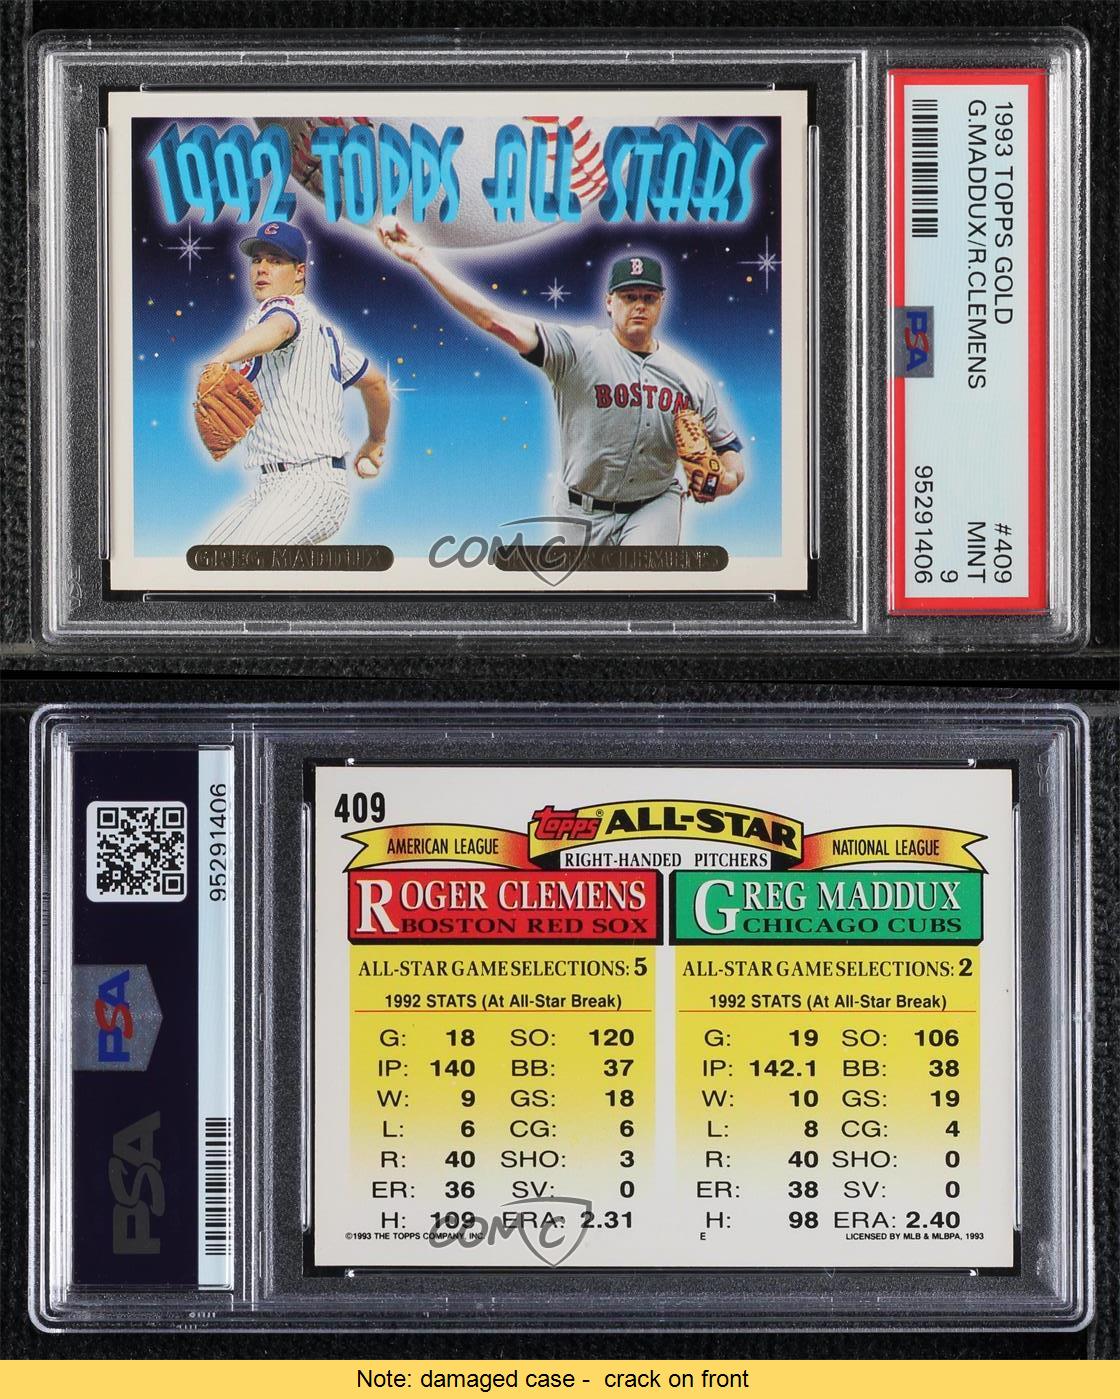 1992 TOPPS ALL STARS
C
B
BOSTON
GREG MADDUX
CLEMENS
COMC
1993 TOPPS GOLD
G.MADDUX/R.CLEMENS
#409
MINT
9
PSA
95291406
95291406
PSA
PSA
409
topps® ALL-STAR
AMERICAN LEAGUE
NATIONAL LEAGUE
RIGHT-HANDED PITCHERS
ROGER CLEMENS
BOSTON RED SOX
ALL-STAR GAME SELECTIONS: 5
1992 STATS (At All-Star Break)
G: 18 SO: 120
IP: 140 BB: 37
W: 9 GS: 18
L: 6 CG: 6
R: 40 SHO: 3
ER: 36 SV: 0
H: 109 ERA: 2.31
©1993 THE TOPPS COMPANY, INC.
GREG MADDUX
CHICAGO CUBS
ALL-STAR GAME SELECTIONS: 2
1992 STATS (At All-Star Break)
G: 19 SO: 106
IP: 142.1 BB: 38
W: 10 GS: 19
L: 8 CG: 4
R: 40 SHO: 0
ER: 38 SV: 0
H: 98 ERA: 2.40
E
LICENSED BY MLB & MLBPA, 1993
COMC
Note: damaged case - crack on front